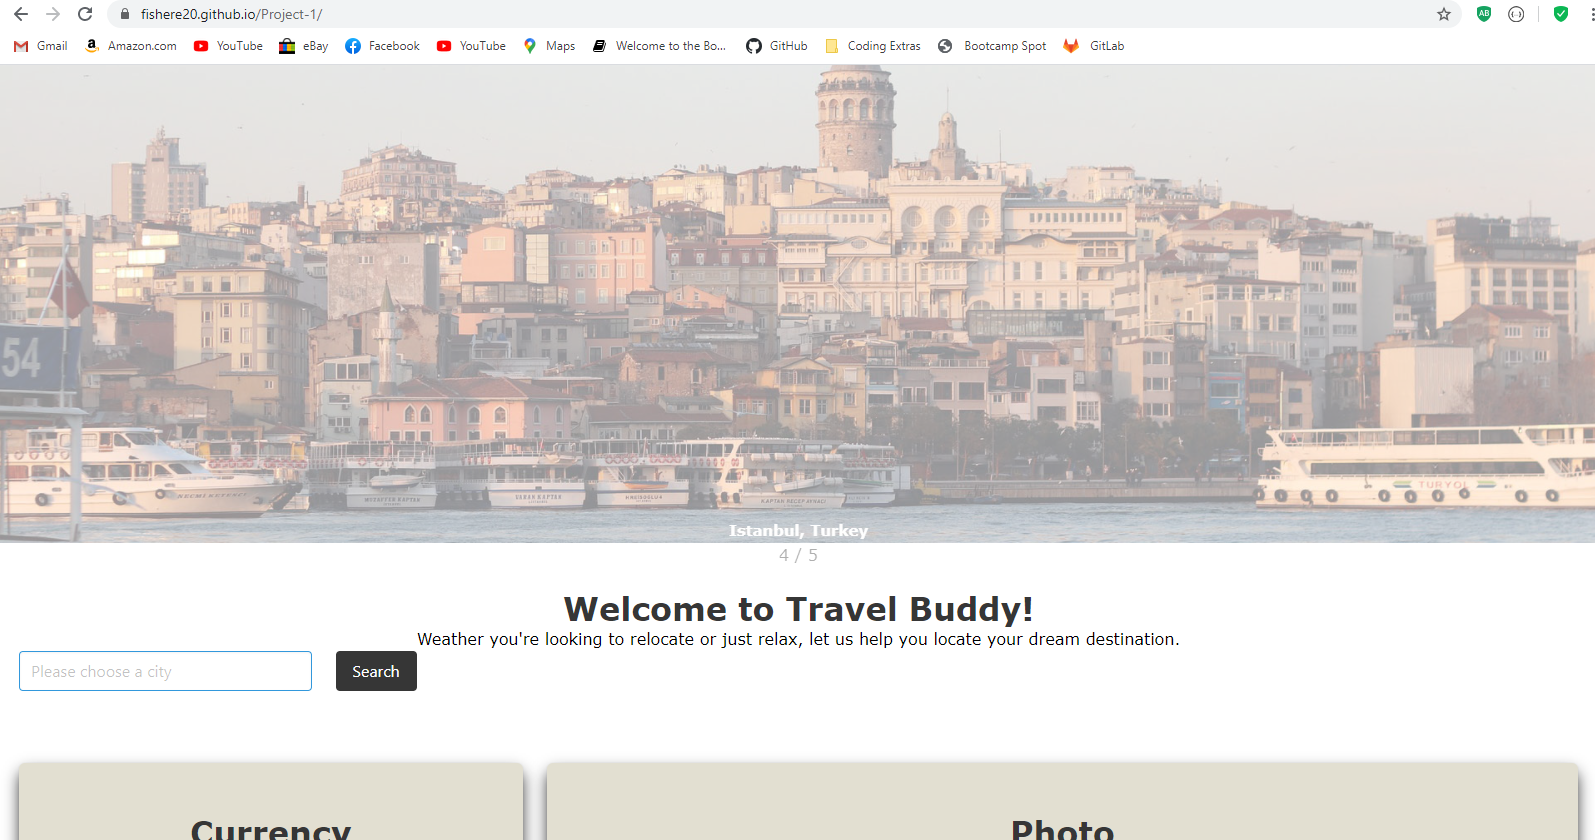 fishere20.github.io/Project-1/
AB
Gmail
Amazon.com
YouTube
eBay
Facebook
YouTube
Maps
Welcome to the Bo...
GitHub
Coding Extras
Bootcamp Spot
GitLab
54
TURYOL
Istanbul, Turkey
4 / 5
Welcome to Travel Buddy!
Weather you're looking to relocate or just relax, let us help you locate your dream destination.
Please choose a city
Search
Currency
Photo